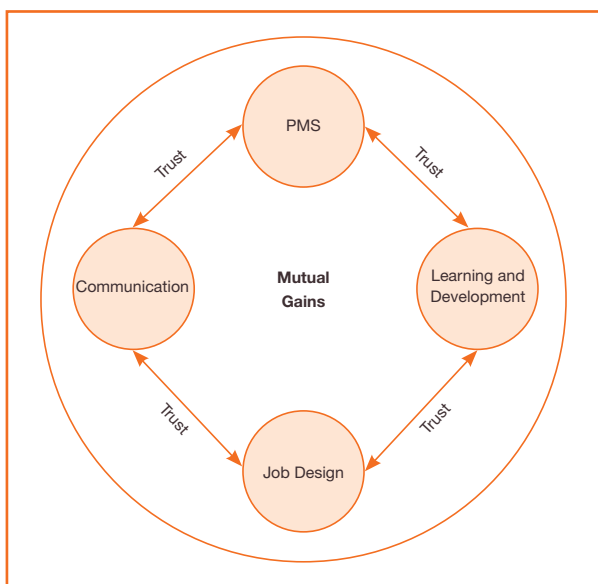 PMS
Trust
Trust
Communication
Mutual
Gains
Learning and
Development
Trust
Trust
Job Design